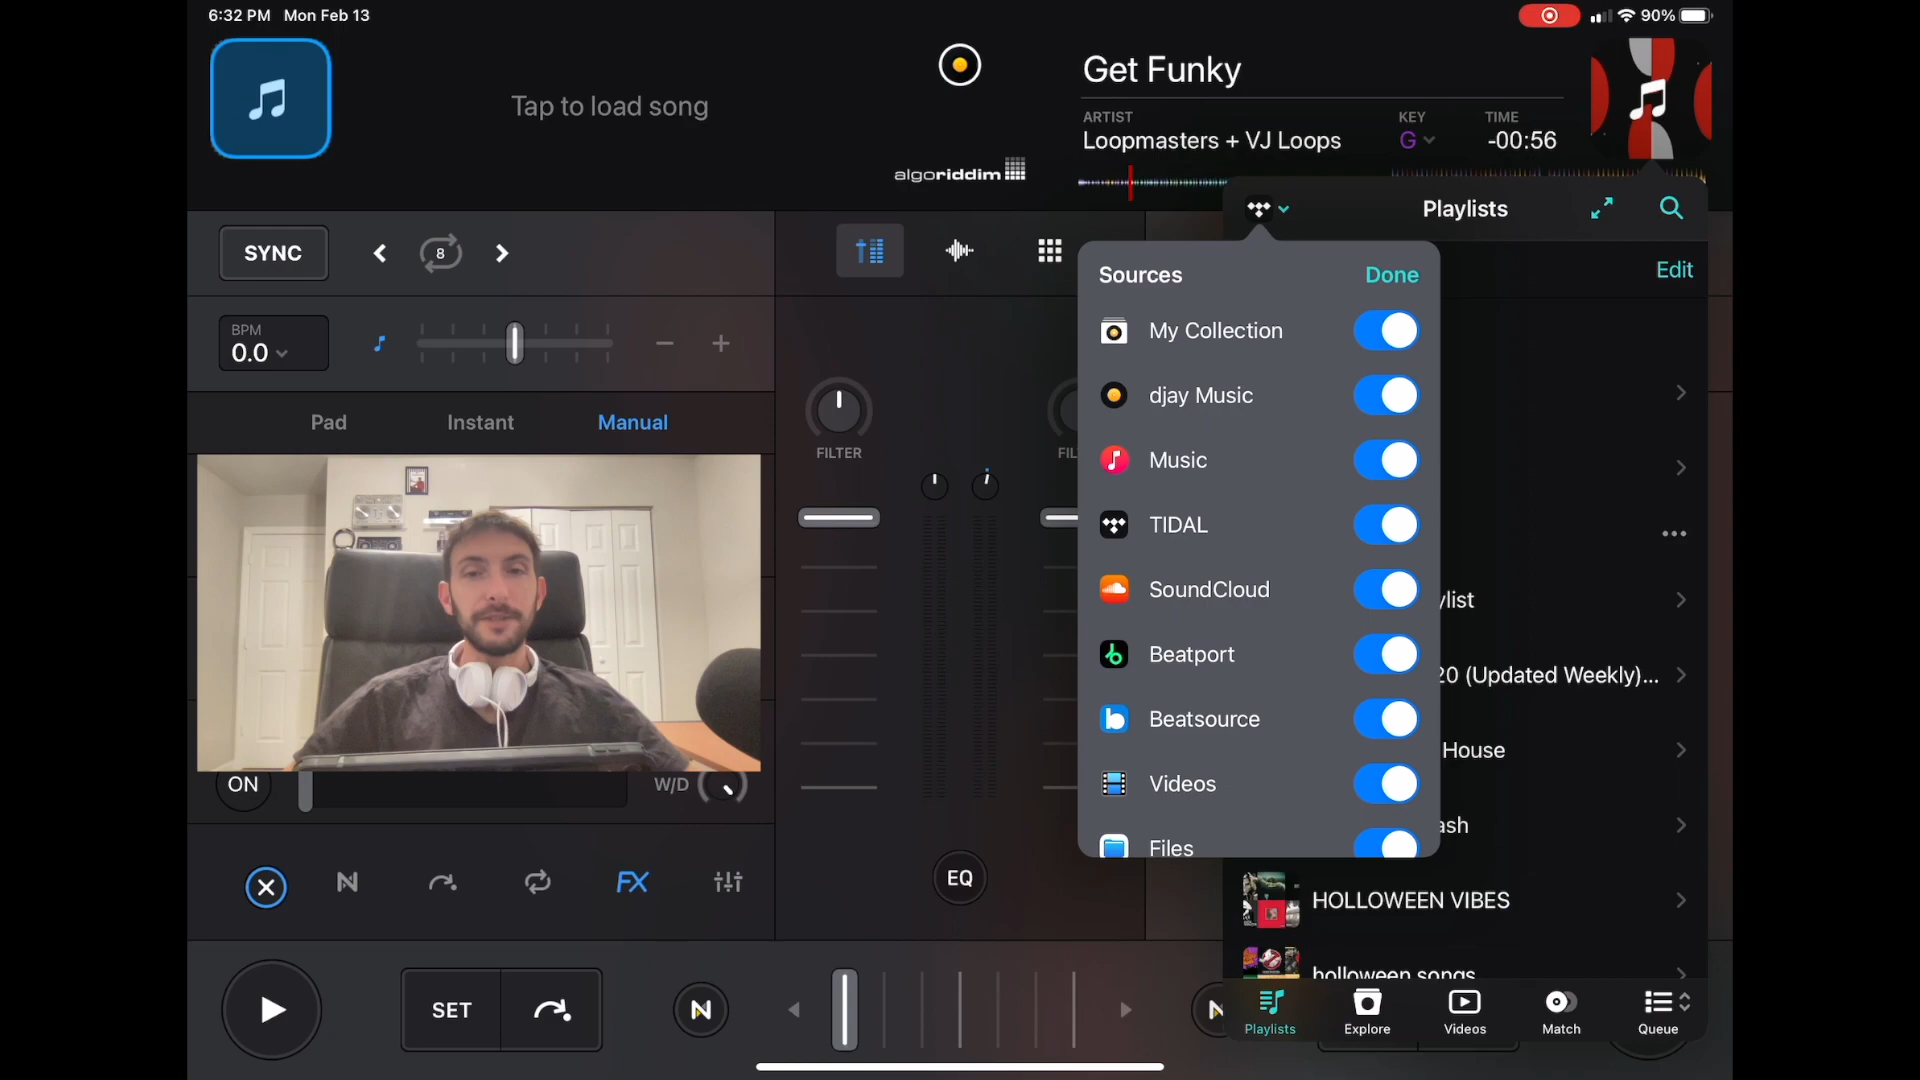 6:32 PM Mon Feb 13
90%
Tap to load song
algoriddim
Get Funky
ARTIST
Loopmasters + VJ Loops
KEY
G
TIME
-00:56
Playlists
SYNC
8
Sources
Done
Edit
BPM
0.0
My Collection
djay Music
Pad
Instant
Manual
FILTER
FIL
Music
TIDAL
SoundCloud
ylist
Beatport
20 (Updated Weekly)...
Beatsource
House
Videos
ash
Files
ON
W/D
FX
EQ
HOLLOWEEN VIBES
holloween songs
SET
Playlists
Explore
Videos
Match
Queue